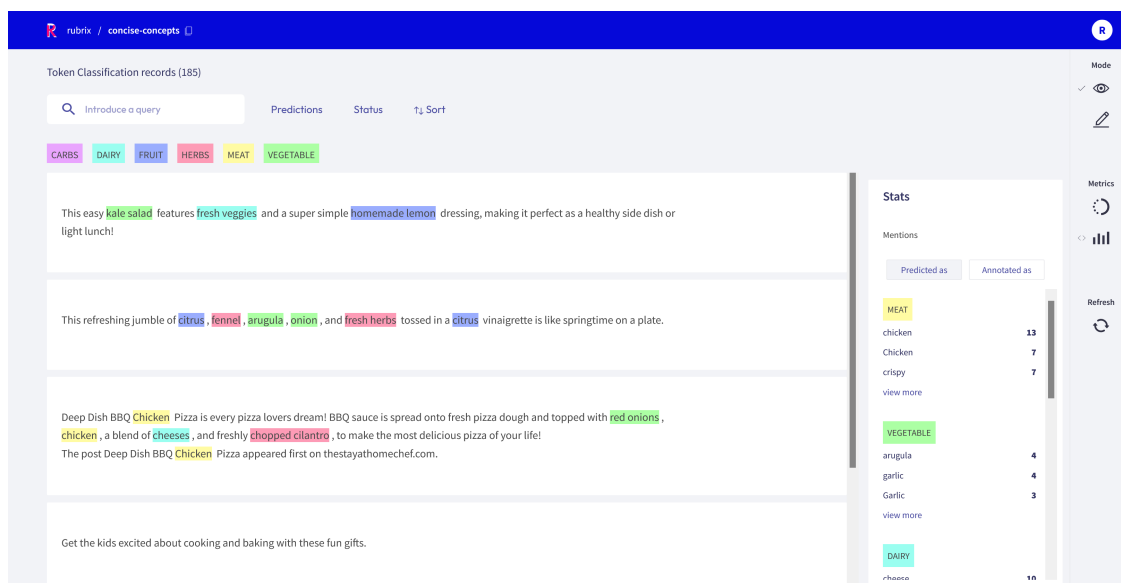 R rubrix / concise-concepts
R
Token Classification records (185)
Introduce a query
Predictions
Status
Sort
CARBS DAIRY FRUIT HERBS MEAT VEGETABLE
This easy kale salad features fresh veggies and a super simple homemade lemon dressing, making it perfect as a healthy side dish or
light lunch!
This refreshing jumble of citrus , fennel , arugula , onion , and fresh herbs tossed in a citrus vinaigrette is like springtime on a plate.
Deep Dish BBQ Chicken Pizza is every pizza lovers dream! BBQ sauce is spread onto fresh pizza dough and topped with red onions ,
chicken , a blend of cheeses , and freshly chopped cilantro , to make the most delicious pizza of your life!
The post Deep Dish BBQ Chicken Pizza appeared first on thestayathomechef.com.
Get the kids excited about cooking and baking with these fun gifts.
Stats
Mentions
Predicted as
Annotated as
MEAT
chicken 13
Chicken 7
crispy 7
view more
VEGETABLE
arugula 4
garlic 4
Garlic 3
view more
DAIRY
cheese 10
Mode
Metrics
Refresh